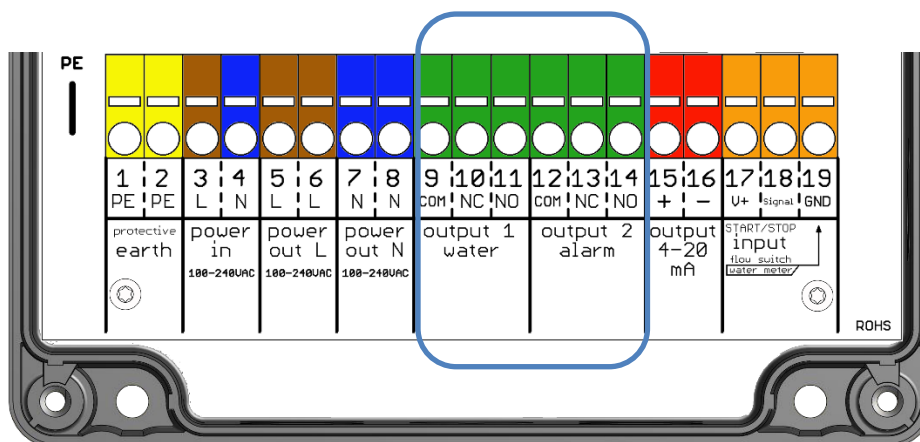 PE
1 2 3 4 5 6 7 8 9 10 11 12 13 14 15 16 17 18 19
PE PE L N L L N N COM NC NO COM NC NO + - V+ Signal GND
protective
earth
power
in
100-240VAC
power
out L
100-240VAC
power
out N
100-240VAC
output 1
water
output 2
alarm
output
4-20
mA
START/STOP
input
flow switch
water meter
ROHS